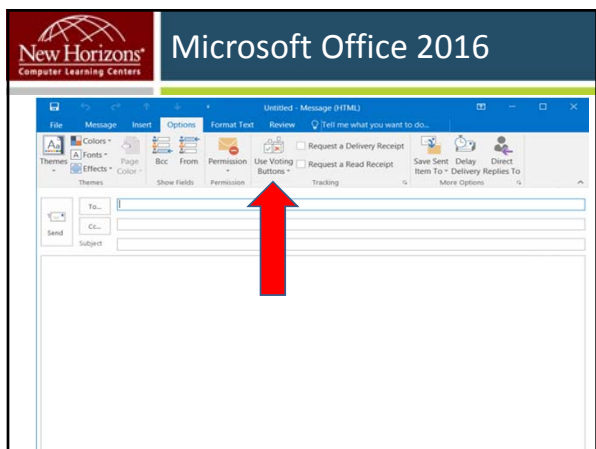 New Horizons®
Computer Learning Centers
Microsoft Office 2016
Untitled - Message (HTML)
File Message Insert Options Format Text Review Tell me what you want to do...
Aa Colors
A Fonts
Effects
Themes
Page Color
Bcc From
Permission
Use Voting Buttons
Request a Delivery Receipt
Request a Read Receipt
Save Sent Item To
Delay Delivery
Direct Replies To
Themes Show Fields Permission Tracking More Options
Send
To...
Cc...
Subject